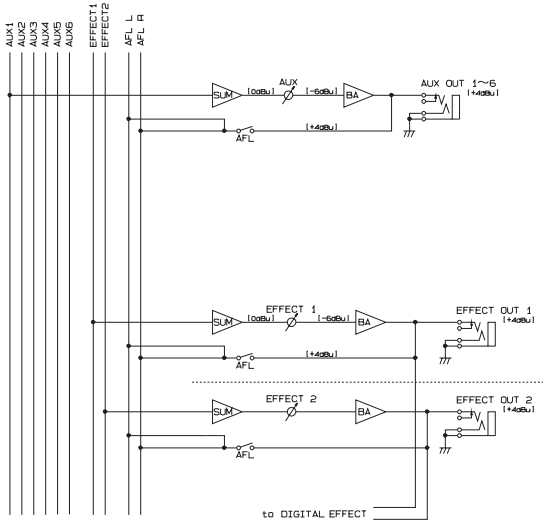 AUX1
AUX2
AUX3
AUX4
AUX5
AUX6
EFFECT1
EFFECT2
AFL L
AFL R
SUM
[0dBu]
AUX
[-6dBu]
BA
AUX OUT 1~6
[+4dBu]
AFL
[+4dBu]
SUM
[0dBu]
EFFECT 1
[-6dBu]
BA
EFFECT OUT 1
[+4dBu]
AFL
[+4dBu]
SUM
EFFECT 2
BA
EFFECT OUT 2
[+4dBu]
AFL
to DIGITAL EFFECT